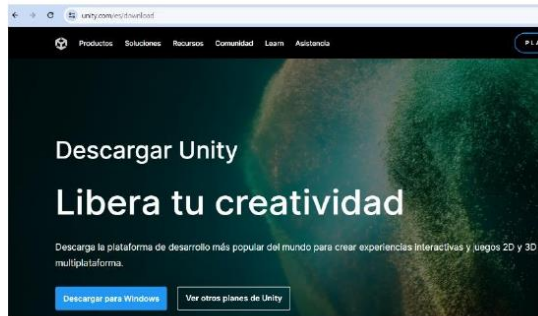 unity.com/es/download
Productos Soluciones Recursos Comunidad Learn Asistencia
PLA
Descargar Unity
Libera tu creatividad
Descarga la plataforma de desarrollo más popular del mundo para crear experiencias interactivas y juegos 2D y 3D
multiplataforma.
Descargar para Windows Ver otros planes de Unity